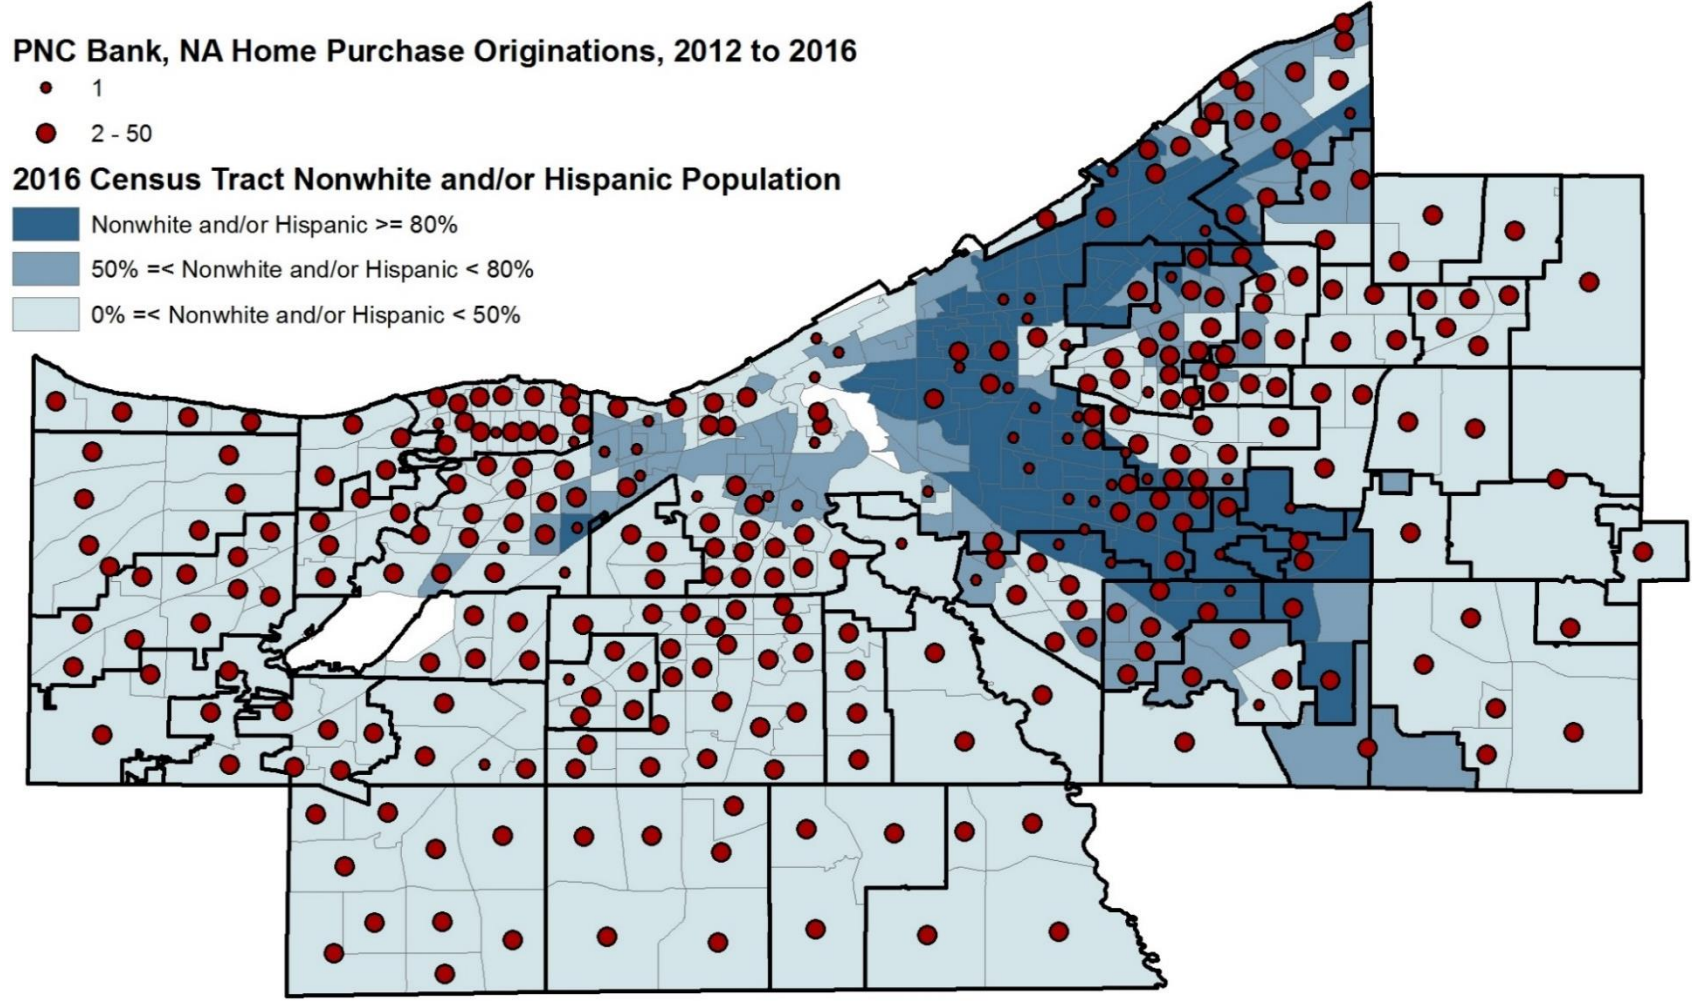 PNC Bank, NA Home Purchase Originations, 2012 to 2016
1
2 - 50
2016 Census Tract Nonwhite and/or Hispanic Population
Nonwhite and/or Hispanic >= 80%
50% =< Nonwhite and/or Hispanic < 80%
0% =< Nonwhite and/or Hispanic < 50%